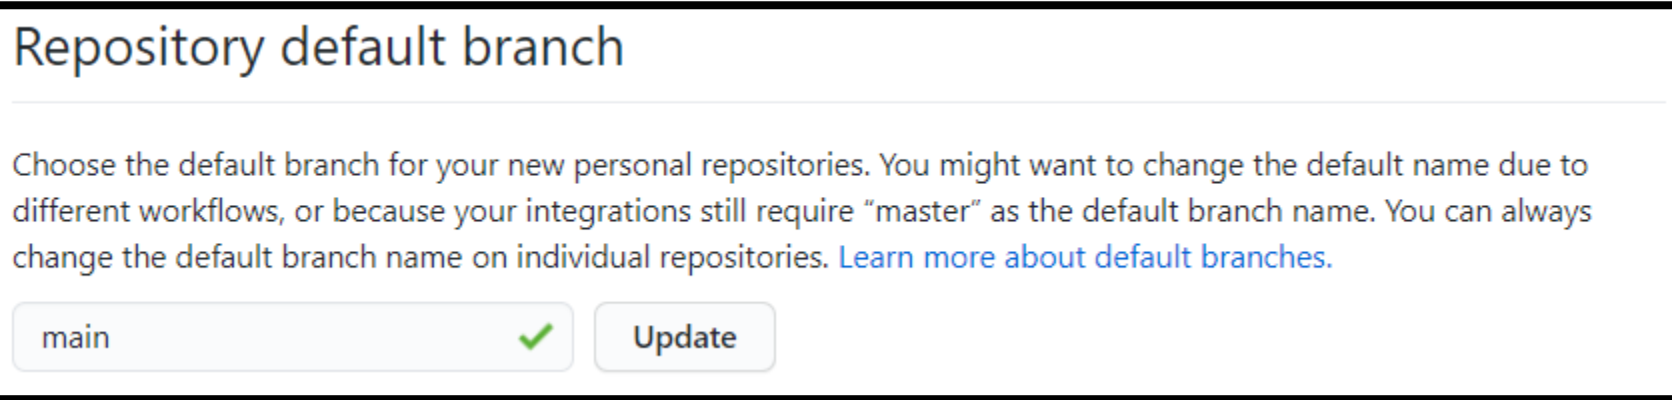 Repository default branch
Choose the default branch for your new personal repositories. You might want to change the default name due to
different workflows, or because your integrations still require “master” as the default branch name. You can always
change the default branch name on individual repositories. Learn more about default branches.
main Update